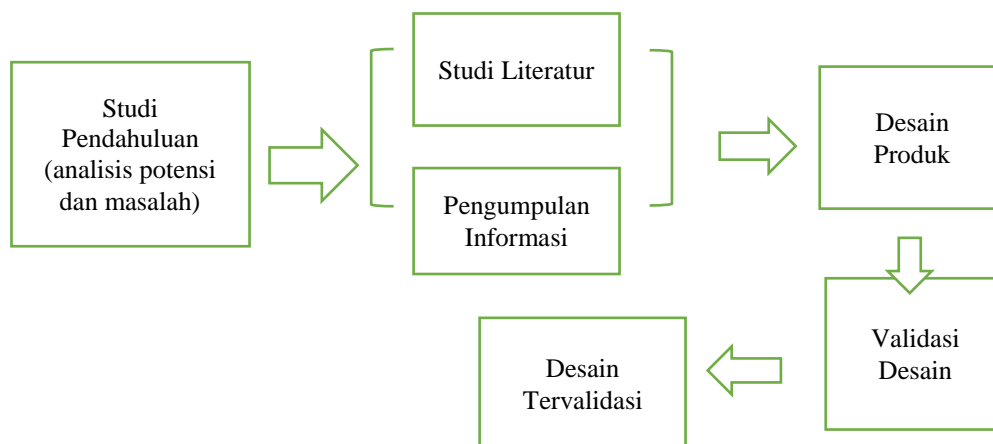 Studi
Pendahuluan
(analisis potensi
dan masalah)
Studi Literatur
Pengumpulan
Informasi
Desain
Produk
Validasi
Desain
Desain
Tervalidasi